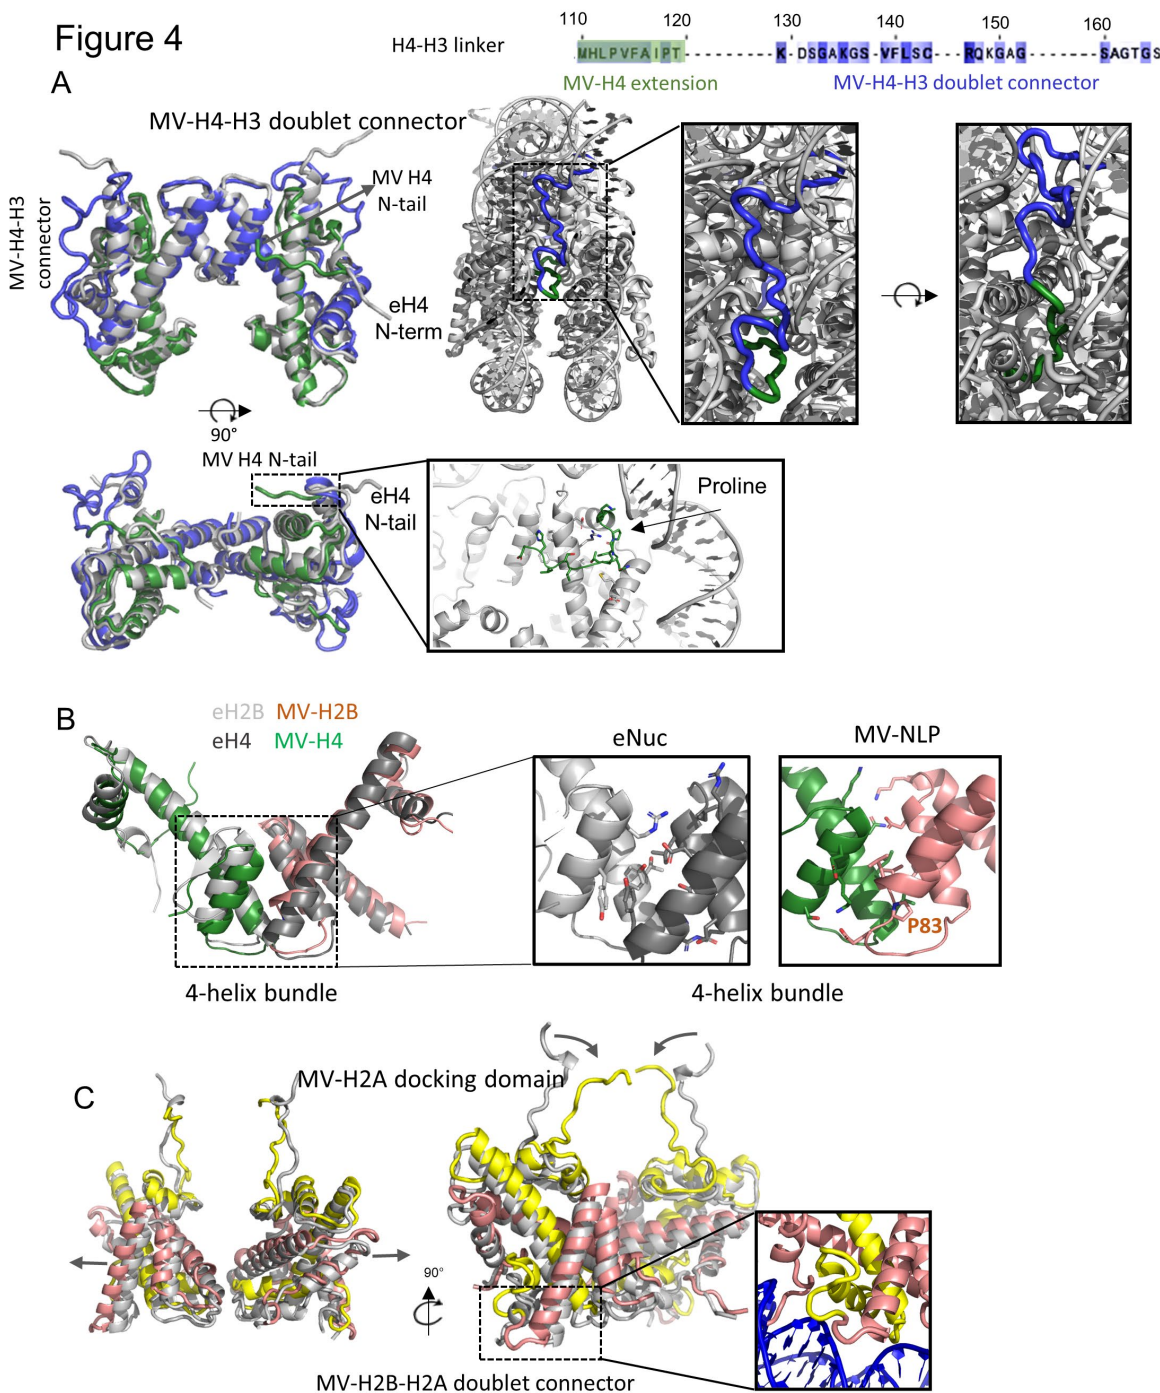 Figure 4
110 120 130 140 150 160
H4-H3 linker
MHLPVFAIPT-----------K-DSGAKGS-VFLSC---RQKGAG-------SAGTGS
MV-H4 extension
MV-H4-H3 doublet connector
A
MV-H4-H3 doublet connector
MV H4
N-tail
MV-H4-H3
connector
eH4
N-term
90°
MV H4 N-tail
eH4
N-tail
Proline
B
eH2B MV-H2B
eH4 MV-H4
eNuc
MV-NLP
P83
4-helix bundle
4-helix bundle
C
MV-H2A docking domain
90°
MV-H2B-H2A doublet connector